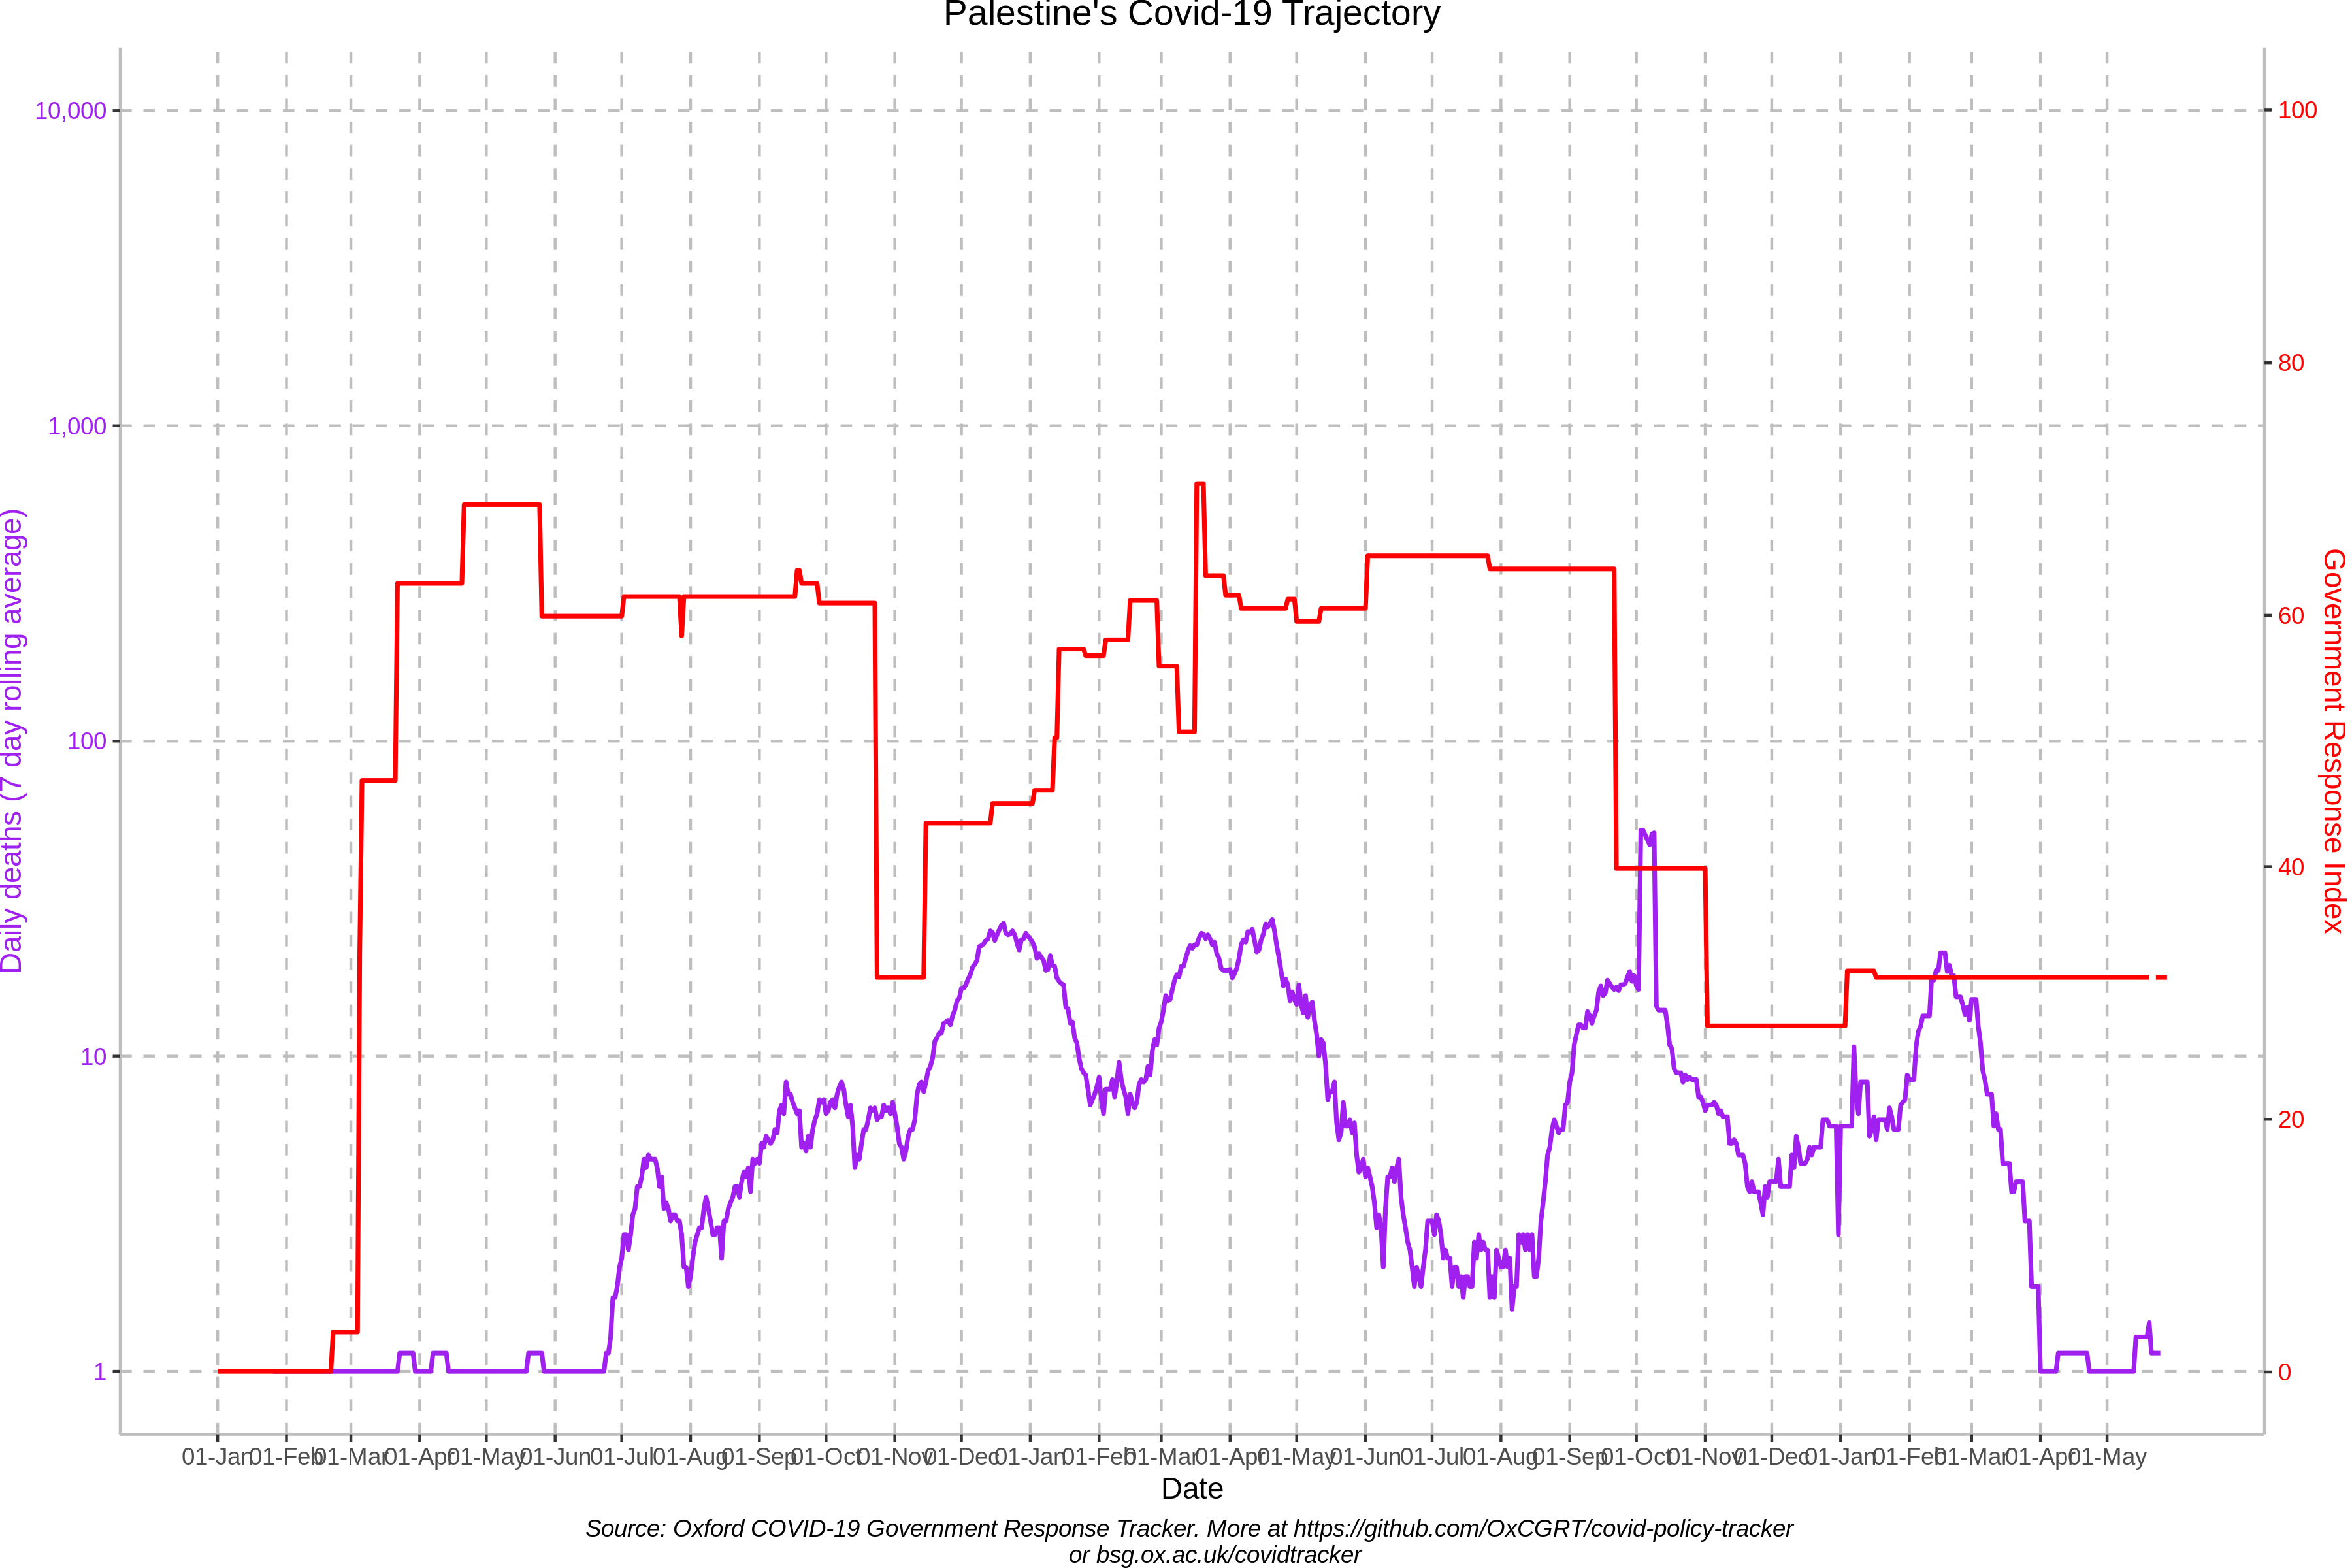 Palestine's Covid-19 Trajectory
Daily deaths (7 day rolling average)
10,000
1,000
100
10
1
100
80
60
40
20
0
Government Response Index
01-Jan 01-Feb 01-Mar 01-Apr 01-May 01-Jun 01-Jul 01-Aug 01-Sep 01-Oct 01-Nov 01-Dec 01-Jan 01-Feb 01-Mar 01-Apr 01-May 01-Jun 01-Jul 01-Aug 01-Sep 01-Oct 01-Nov 01-Dec 01-Jan 01-Feb 01-Mar 01-Apr 01-May
Date
Source: Oxford COVID-19 Government Response Tracker. More at https://github.com/OxCGRT/covid-policy-tracker
or bsg.ox.ac.uk/covidtracker